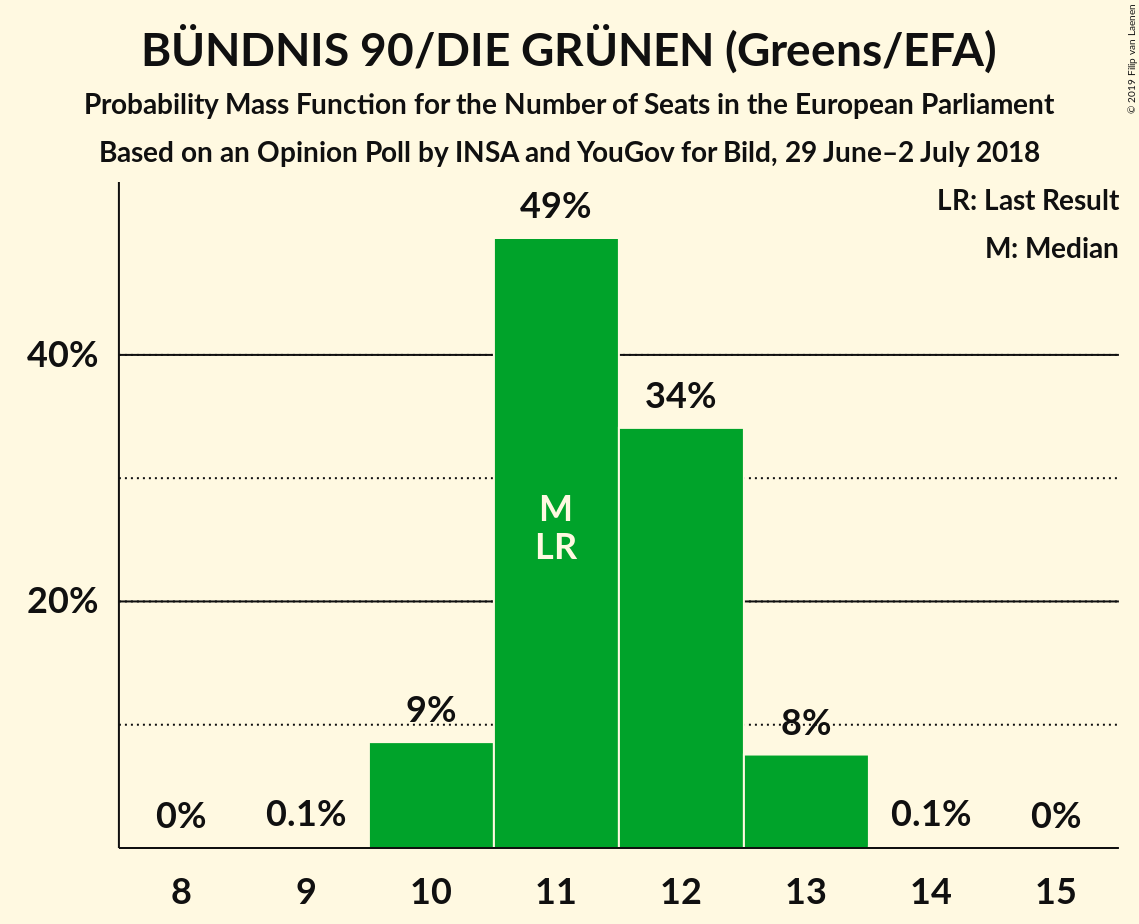 BÜNDNIS 90/DIE GRÜNEN (Greens/EFA)
Probability Mass Function for the Number of Seats in the European Parliament
Based on an Opinion Poll by INSA and YouGov for Bild, 29 June–2 July 2018
© 2019 Filip van Laenen
LR: Last Result
M: Median
49%
40%
34%
M
LR
20%
9%
8%
0%
0.1%
0.1%
0%
8 9 10 11 12 13 14 15